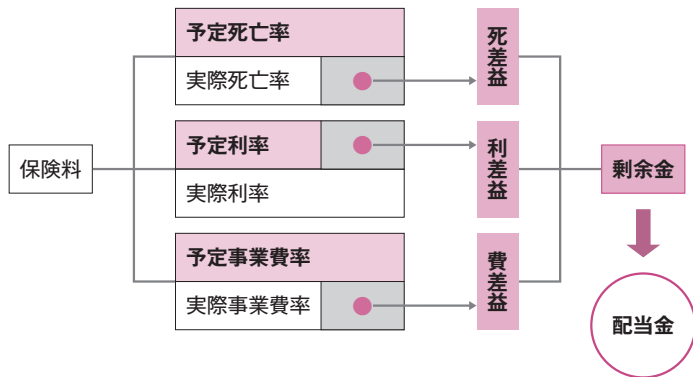 保険料
予定死亡率
実際死亡率
死差益
予定利率
実際利率
利差益
予定事業費率
実際事業費率
費差益
剰余金
配当金